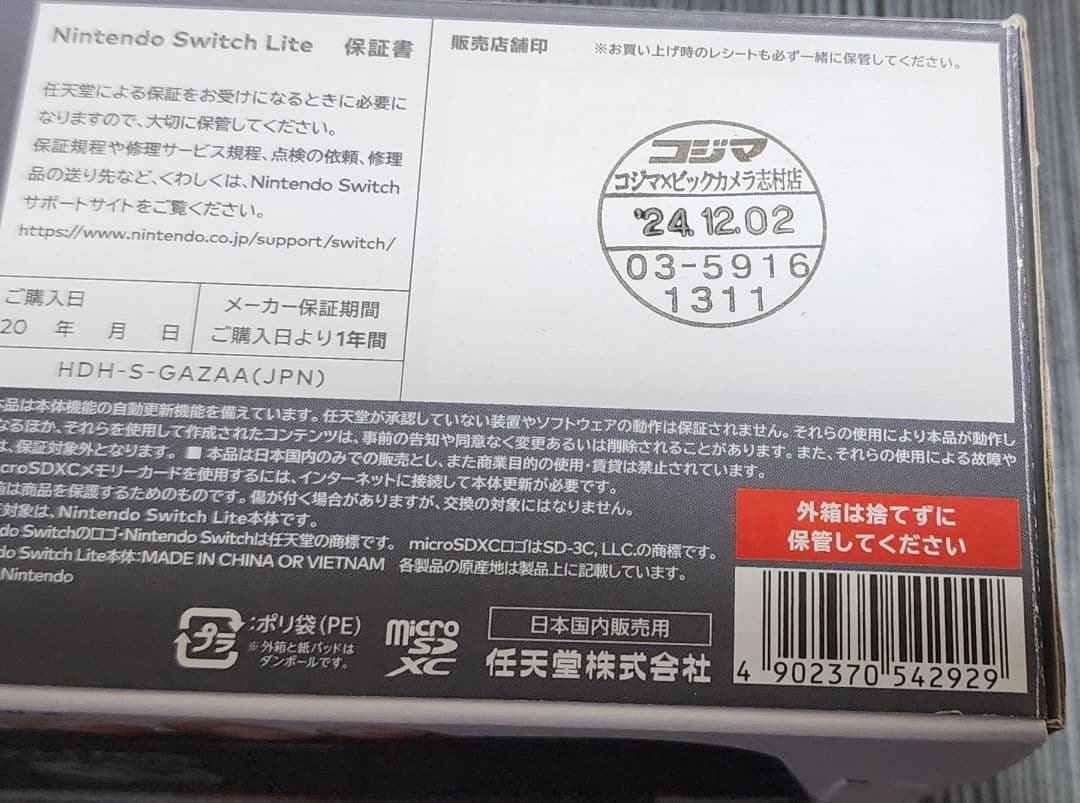 Nintendo Switch Lite 保証書
任天堂による保証をお受けになるときに必要に
なりますので、大切に保管してください。
保証規程や修理サービス規程、点検の依頼、修理
品の送り先など、くわしくは、Nintendo Switch
サポートサイトをご覧ください。
https://www.nintendo.co.jp/support/switch/
ご購入日
20 年 月 日
メーカー保証期間
ご購入日より1年間
HDH-S-GAZAA(JPN)
販売店舗印
※お買い上げ時のレシートも必ず一緒に保管してください。
コジマ
コジマ×ビックカメラ志村店
'24.12.02
03-5916
1311
本品は本体機能の自動更新機能を備えています。任天堂が承認していない装置やソフトウェアの動作は保証されません。それらの使用により本品が動作し
なるほか、それらを使用して作成されたコンテンツは、事前の告知や同意なく変更あるいは削除されることがあります。また、それらの使用による故障や
は、保証対象外となります。■ 本品は日本国内のみでの販売とし、また商業目的の使用・賃貸は禁止されています。
croSDXCメモリーカードを使用するには、インターネットに接続して本体更新が必要です。
箱は商品を保護するためのものです。傷が付く場合がありますが、交換の対象にはなりません。
対象は、Nintendo Switch Lite本体です。
do Switchのロゴ・Nintendo Switchは任天堂の商標です。 microSDXCロゴはSD-3C, LLC.の商標です。
do Switch Lite本体:MADE IN CHINA OR VIETNAM 各製品の原産地は製品上に記載しています。
Nintendo
外箱は捨てずに
保管してください
プラ
:ポリ袋(PE)
※外箱と紙パッドは
ダンボールです。
micro
SD
XC
日本国内販売用
任天堂株式会社
4 902370 542929